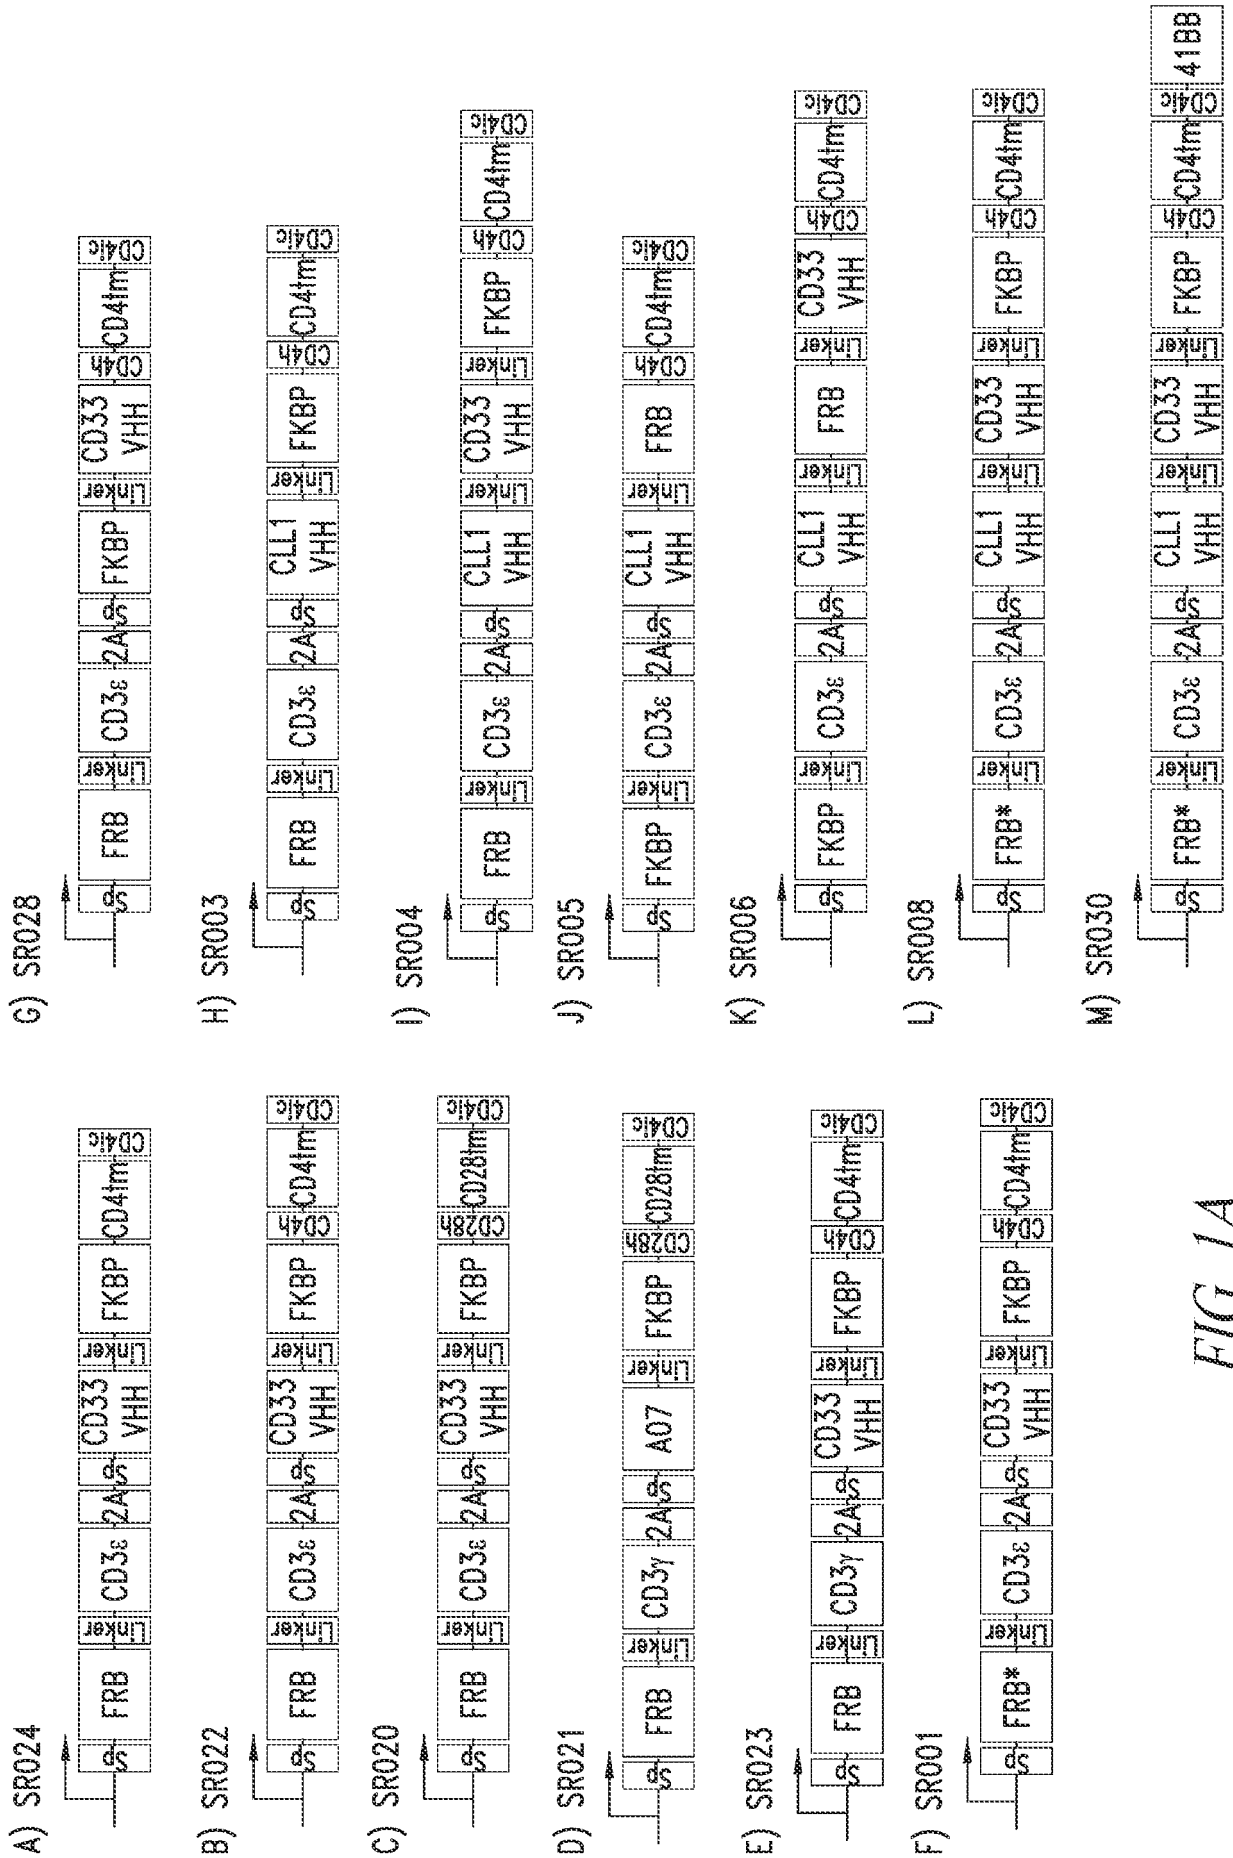 A) SR024
Sp FRB Linker CD3ε 2A Sp CD33 VHH Linker FKBP CD4tm CD4ic
B) SR022
Sp FRB Linker CD3ε 2A Sp CD33 VHH Linker FKBP CD4h CD4tm CD4ic
C) SR020
Sp FRB Linker CD3ε 2A Sp CD33 VHH Linker FKBP CD28h CD28tm CD4ic
D) SR021
Sp FRB Linker CD3γ 2A Sp A07 Linker FKBP CD28h CD28tm CD4ic
E) SR023
Sp FRB Linker CD3γ 2A Sp CD33 VHH Linker FKBP CD4h CD4tm CD4ic
F) SR001
Sp FRB* Linker CD3ε 2A Sp CD33 VHH Linker FKBP CD4h CD4tm CD4ic
G) SR028
Sp FRB Linker CD3ε 2A Sp FKBP Linker CD33 VHH CD4h CD4tm CD4ic
H) SR003
Sp FRB Linker CD3ε 2A Sp CLL1 VHH Linker FKBP CD4h CD4tm CD4ic
I) SR004
Sp FRB Linker CD3ε 2A Sp CLL1 VHH Linker CD33 VHH Linker FKBP CD4h CD4tm CD4ic
J) SR005
Sp FKBP Linker CD3ε 2A Sp CLL1 VHH Linker FRB CD4h CD4tm CD4ic
K) SR006
Sp FKBP Linker CD3ε 2A Sp CLL1 VHH Linker FRB Linker CD33 VHH CD4h CD4tm CD4ic
L) SR008
Sp FRB* Linker CD3ε 2A Sp CLL1 VHH Linker CD33 VHH Linker FKBP CD4h CD4tm CD4ic
M) SR030
Sp FRB* Linker CD3ε 2A Sp CLL1 VHH Linker CD33 VHH Linker FKBP CD4h CD4tm CD4ic 41BB
FIG. 1A